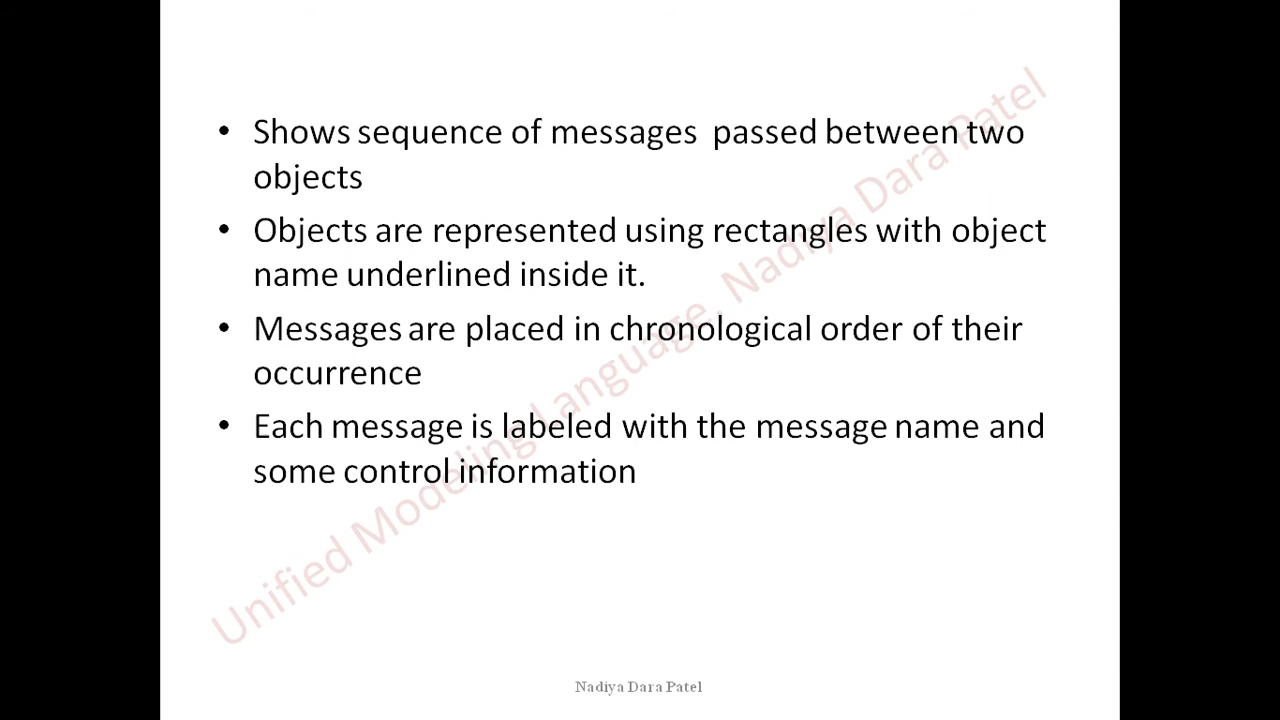 • Shows sequence of messages  passed between two
objects
• Objects are represented using rectangles with object
name underlined inside it.
• Messages are placed in chronological order of their
occurrence
• Each message is labeled with the message name and
some control information
Unified Modeling Language, Nadiya Dara Patel
Nadiya Dara Patel